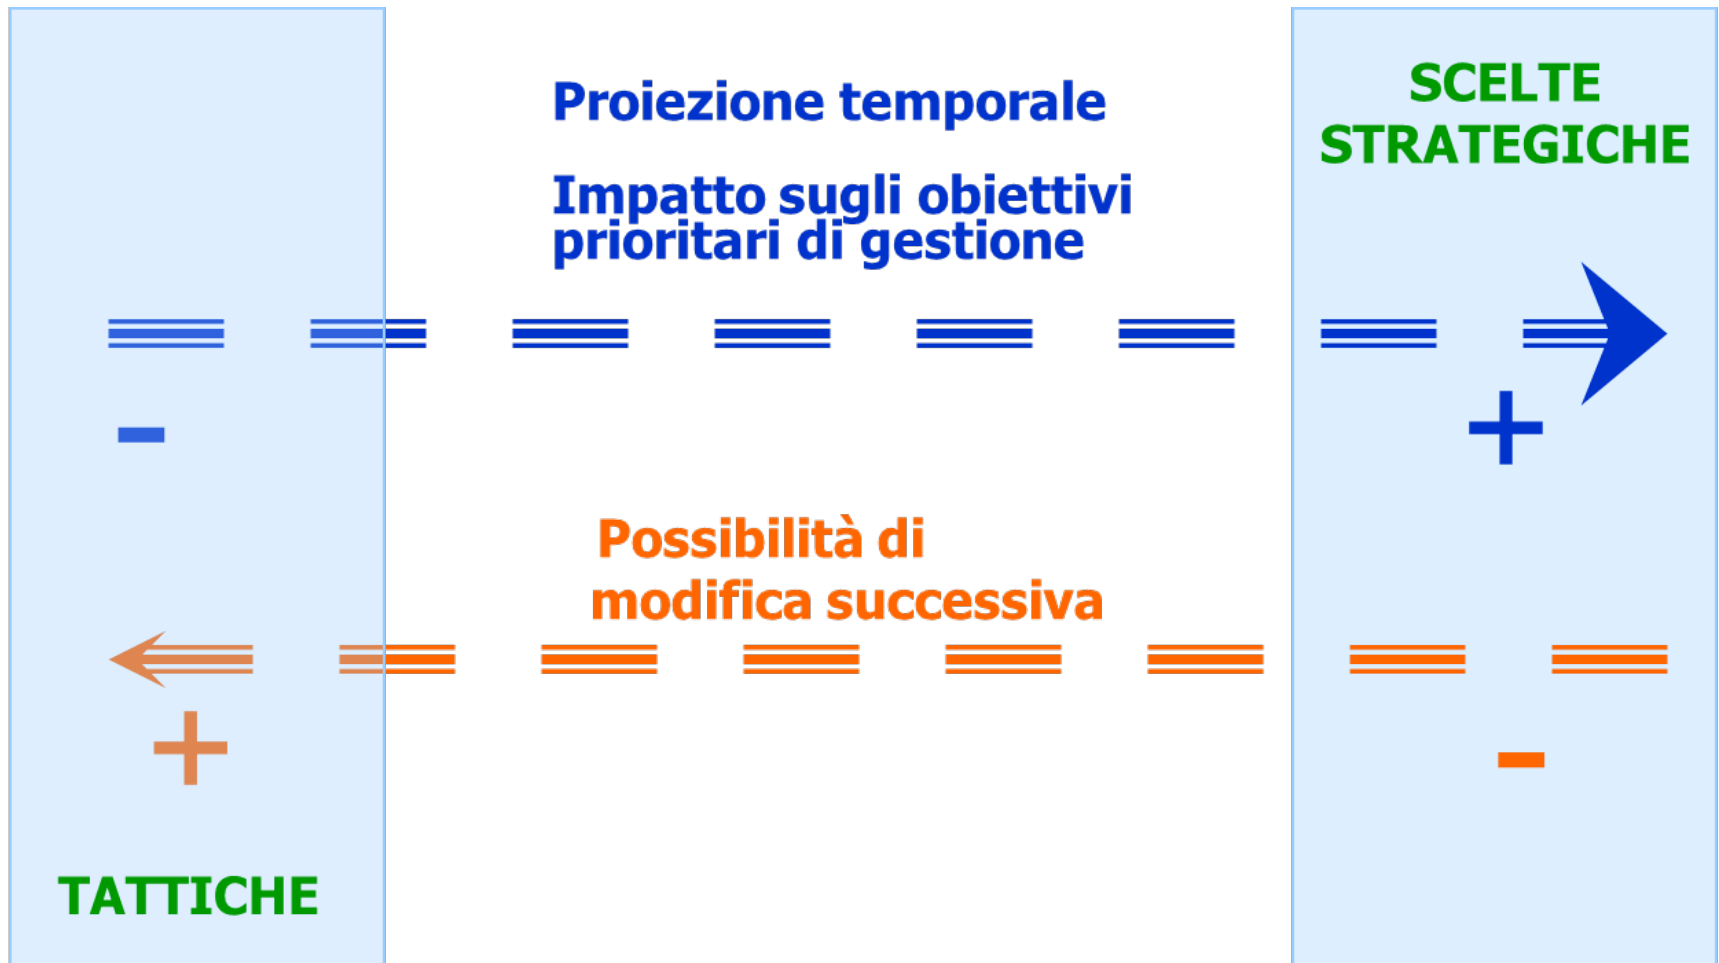 Proiezione temporale
SCELTE
STRATEGICHE
Impatto sugli obiettivi
prioritari di gestione
-
+
Possibilità di
modifica successiva
+
-
TATTICHE